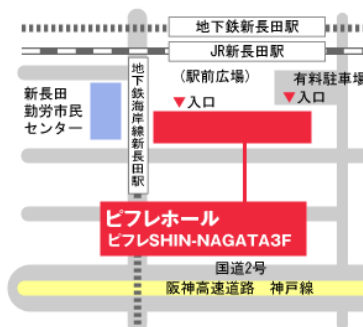 地下鉄新長田駅
JR新長田駅
(駅前広場)
有料駐車場
▼入口
▼入口
新長田
勤労市民
センター
地下鉄海岸線新長田駅
ピフレホール
ピフレSHIN-NAGATA3F
国道2号
阪神高速道路 神戸線